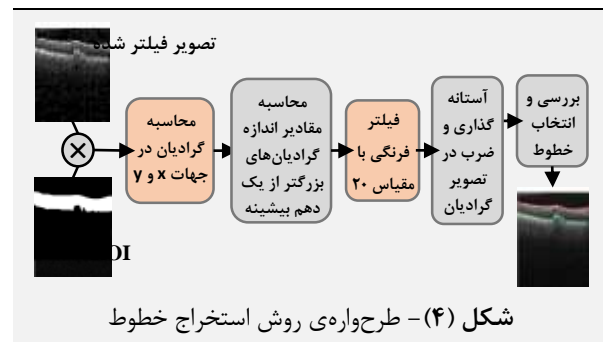 تصویر فیلتر شده
OI
محاسبه
گرادیان در
جهات x و y
محاسبه
مقادیر اندازه
گرادیان‌های
بزرگتر از یک
دهم بیشینه
فیلتر
فرنگی با
مقیاس ۲۰
آستانه
گذاری و
ضرب در
تصویر
گرادیان
بررسی و
انتخاب
خطوط
شکل (۴)- طرحواره‌ی روش استخراج خطوط